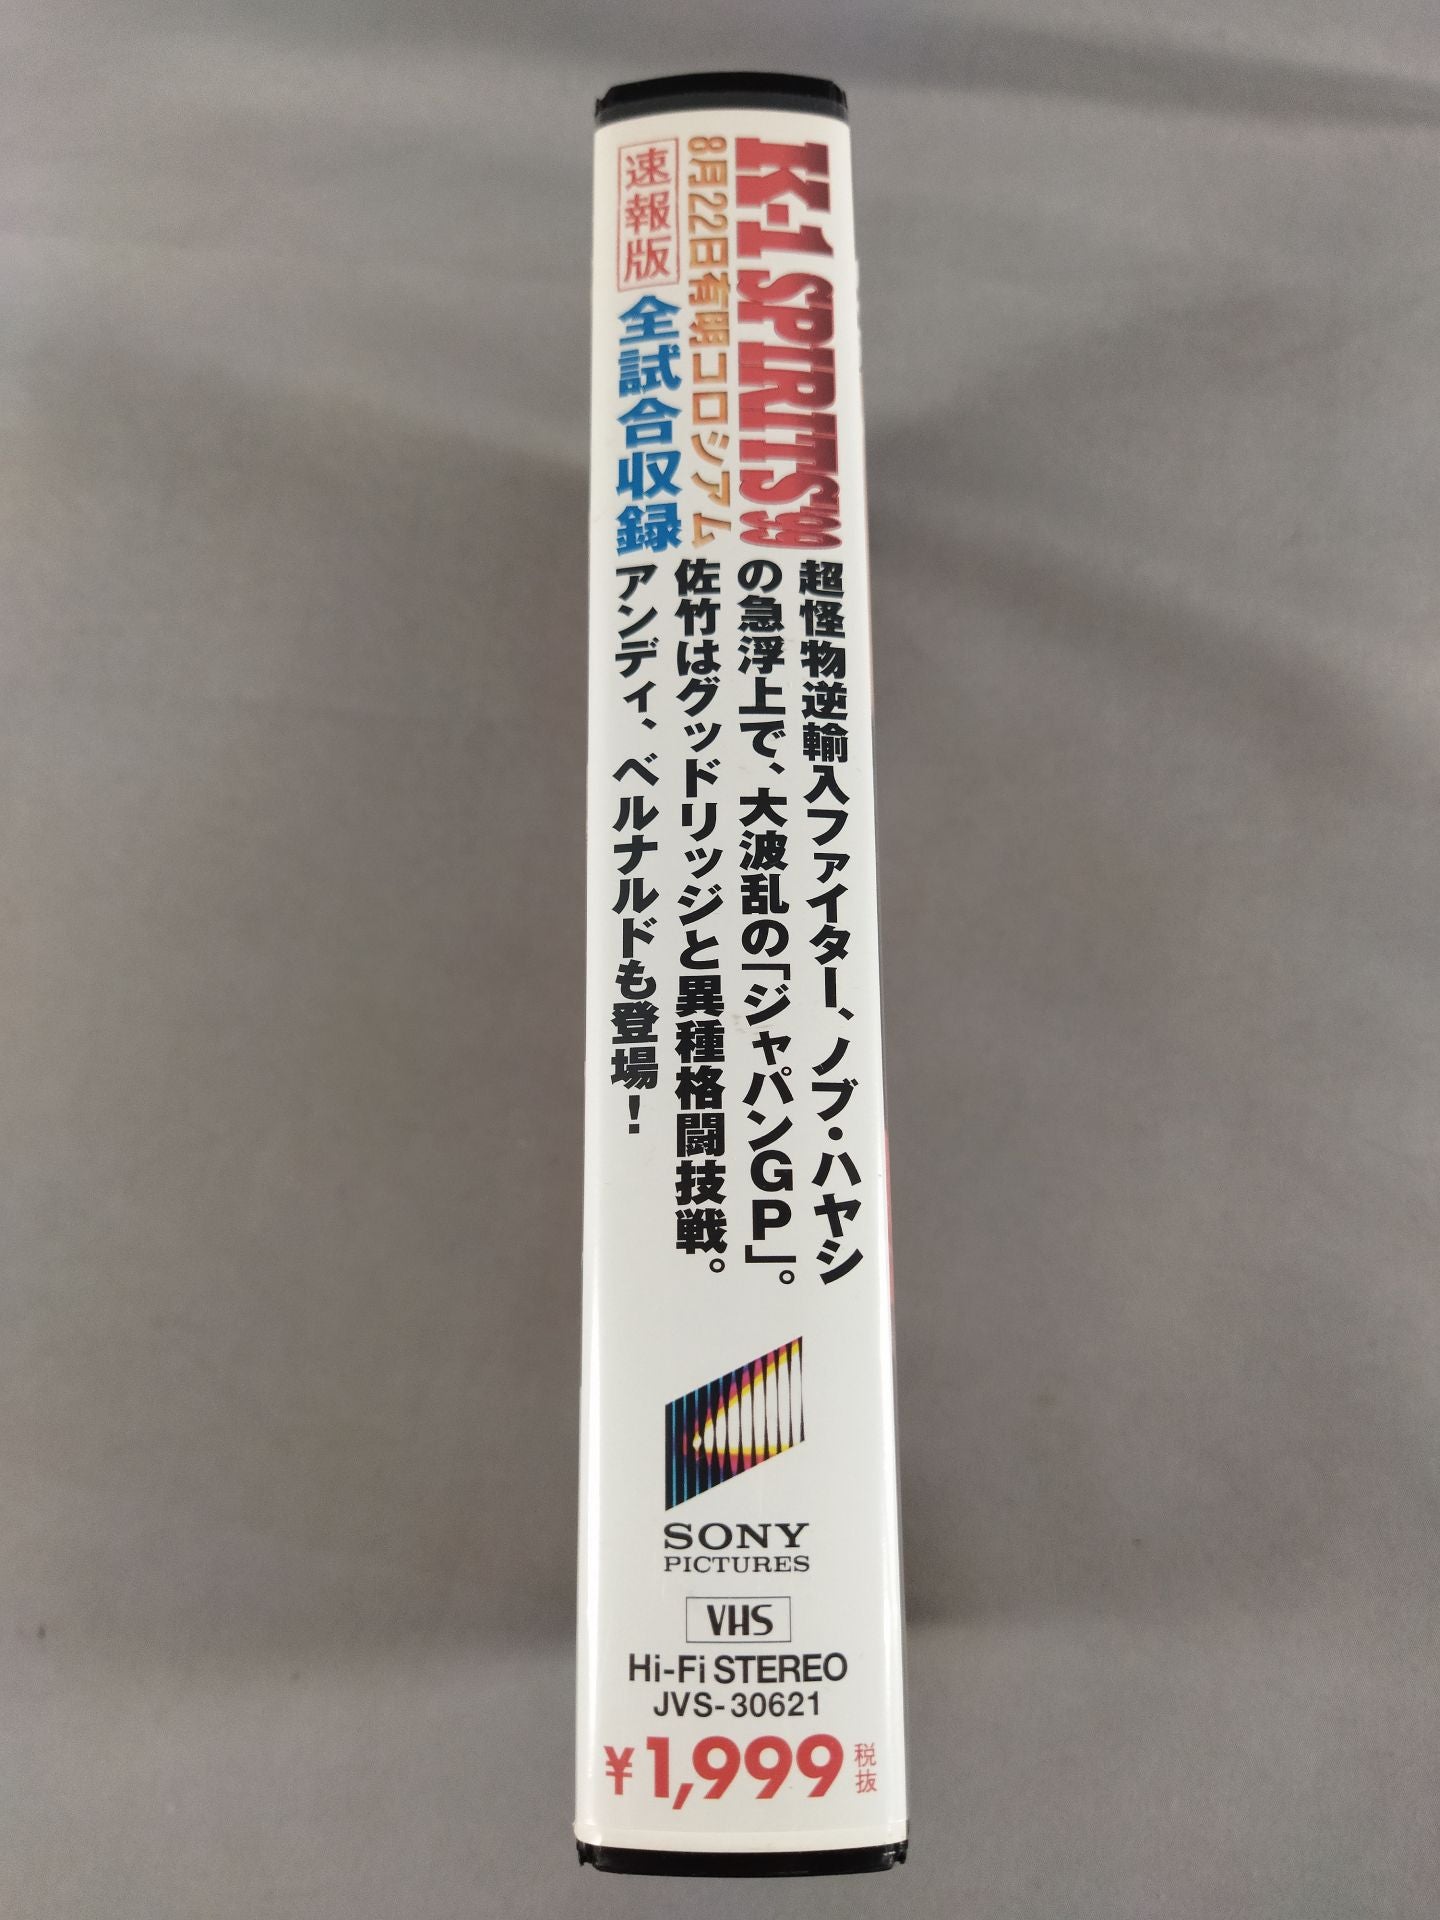 K-1 SPIRITS'99
8月22日有明コロシアム
速報版
全試合収録
超怪物逆輸入ファイター、ノブ・ハヤシ
の急浮上で、大波乱の「ジャパンGP」。
佐竹はグッドリッジと異種格闘技戦。
アンディ、ベルナルドも登場！
SONY
PICTURES
VHS
Hi-Fi STEREO
JVS-30621
¥1,999税抜